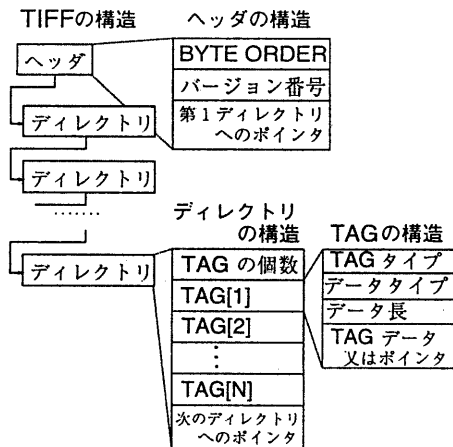 TIFFの構造
ヘッダの構造
ヘッダ
BYTE ORDER
バージョン番号
第1ディレクトリ
へのポインタ
ディレクトリ
ディレクトリ
.......
ディレクトリ
ディレクトリ
の構造
TAG の個数
TAG[1]
TAG[2]
⋮
TAG[N]
次のディレクトリ
へのポインタ
TAGの構造
TAG タイプ
データタイプ
データ長
TAG データ
又はポインタ